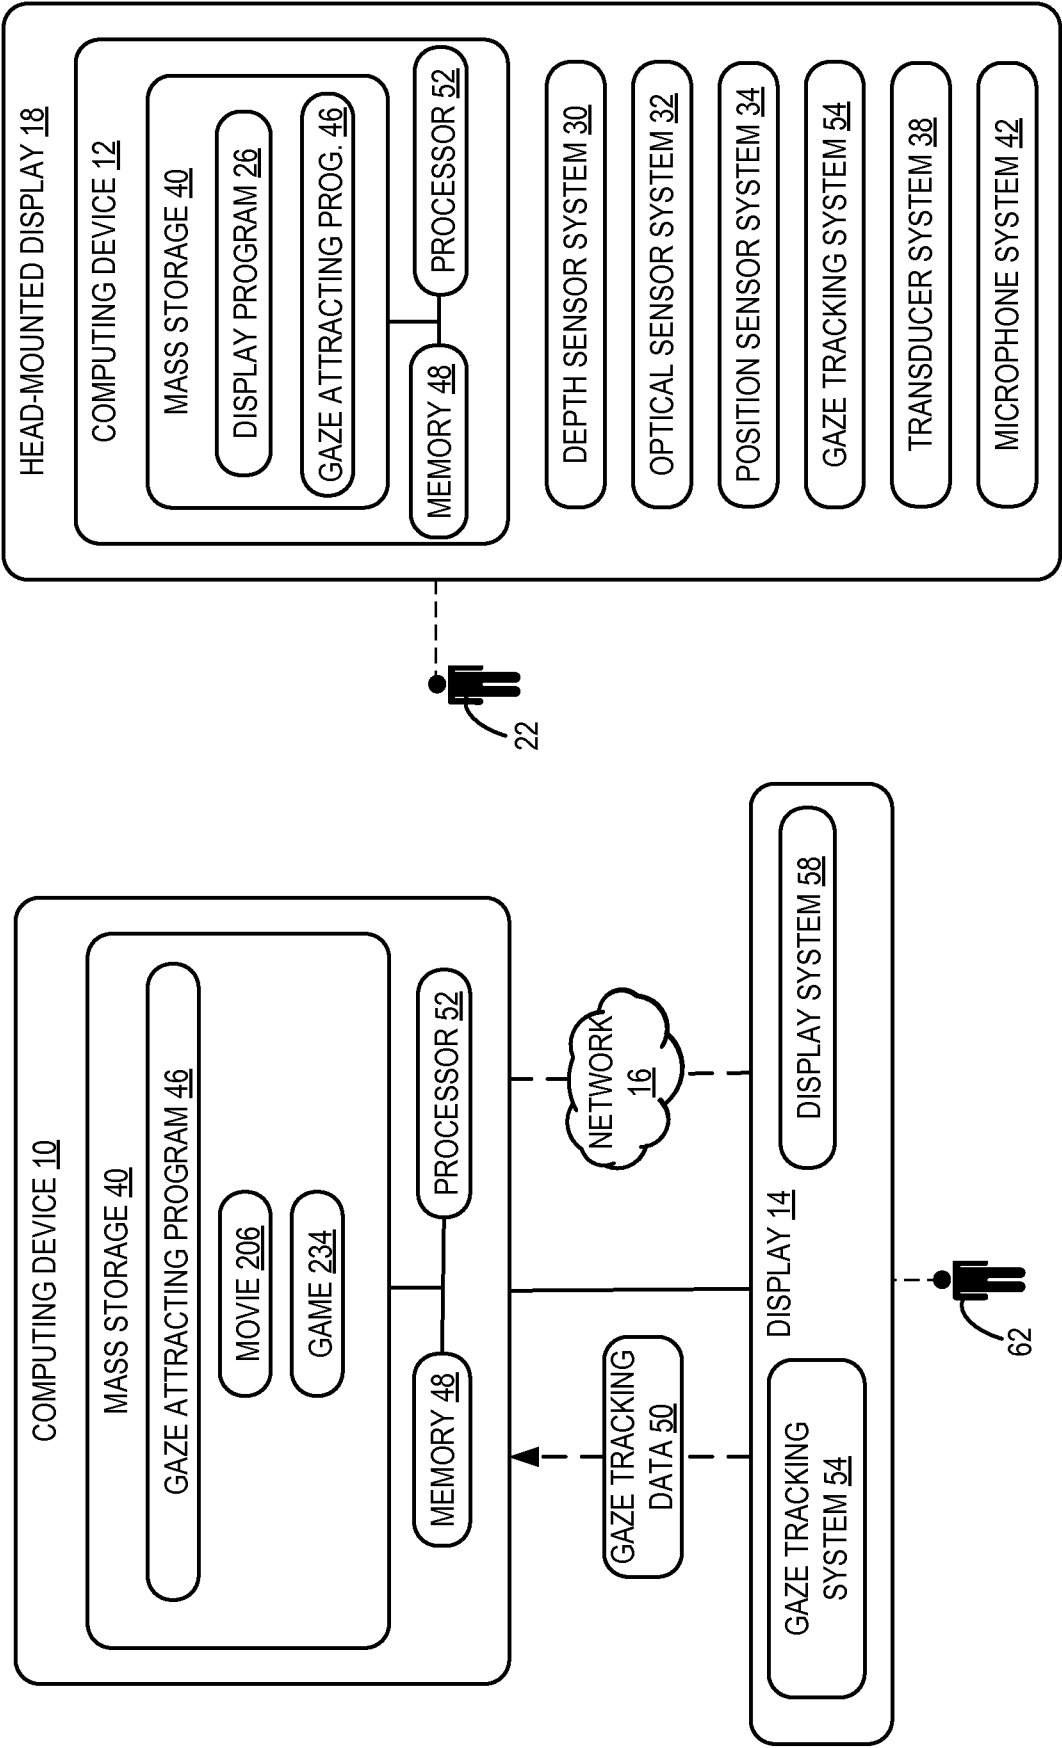 COMPUTING DEVICE 10
MASS STORAGE 40
GAZE ATTRACTING PROGRAM 46
MOVIE 206
GAME 234
MEMORY 48
PROCESSOR 52
GAZE TRACKING
DATA 50
NETWORK
16
GAZE TRACKING
SYSTEM 54
DISPLAY 14
DISPLAY SYSTEM 58
62
HEAD-MOUNTED DISPLAY 18
COMPUTING DEVICE 12
MASS STORAGE 40
DISPLAY PROGRAM 26
GAZE ATTRACTING PROG. 46
MEMORY 48
PROCESSOR 52
22
DEPTH SENSOR SYSTEM 30
OPTICAL SENSOR SYSTEM 32
POSITION SENSOR SYSTEM 34
GAZE TRACKING SYSTEM 54
TRANSDUCER SYSTEM 38
MICROPHONE SYSTEM 42